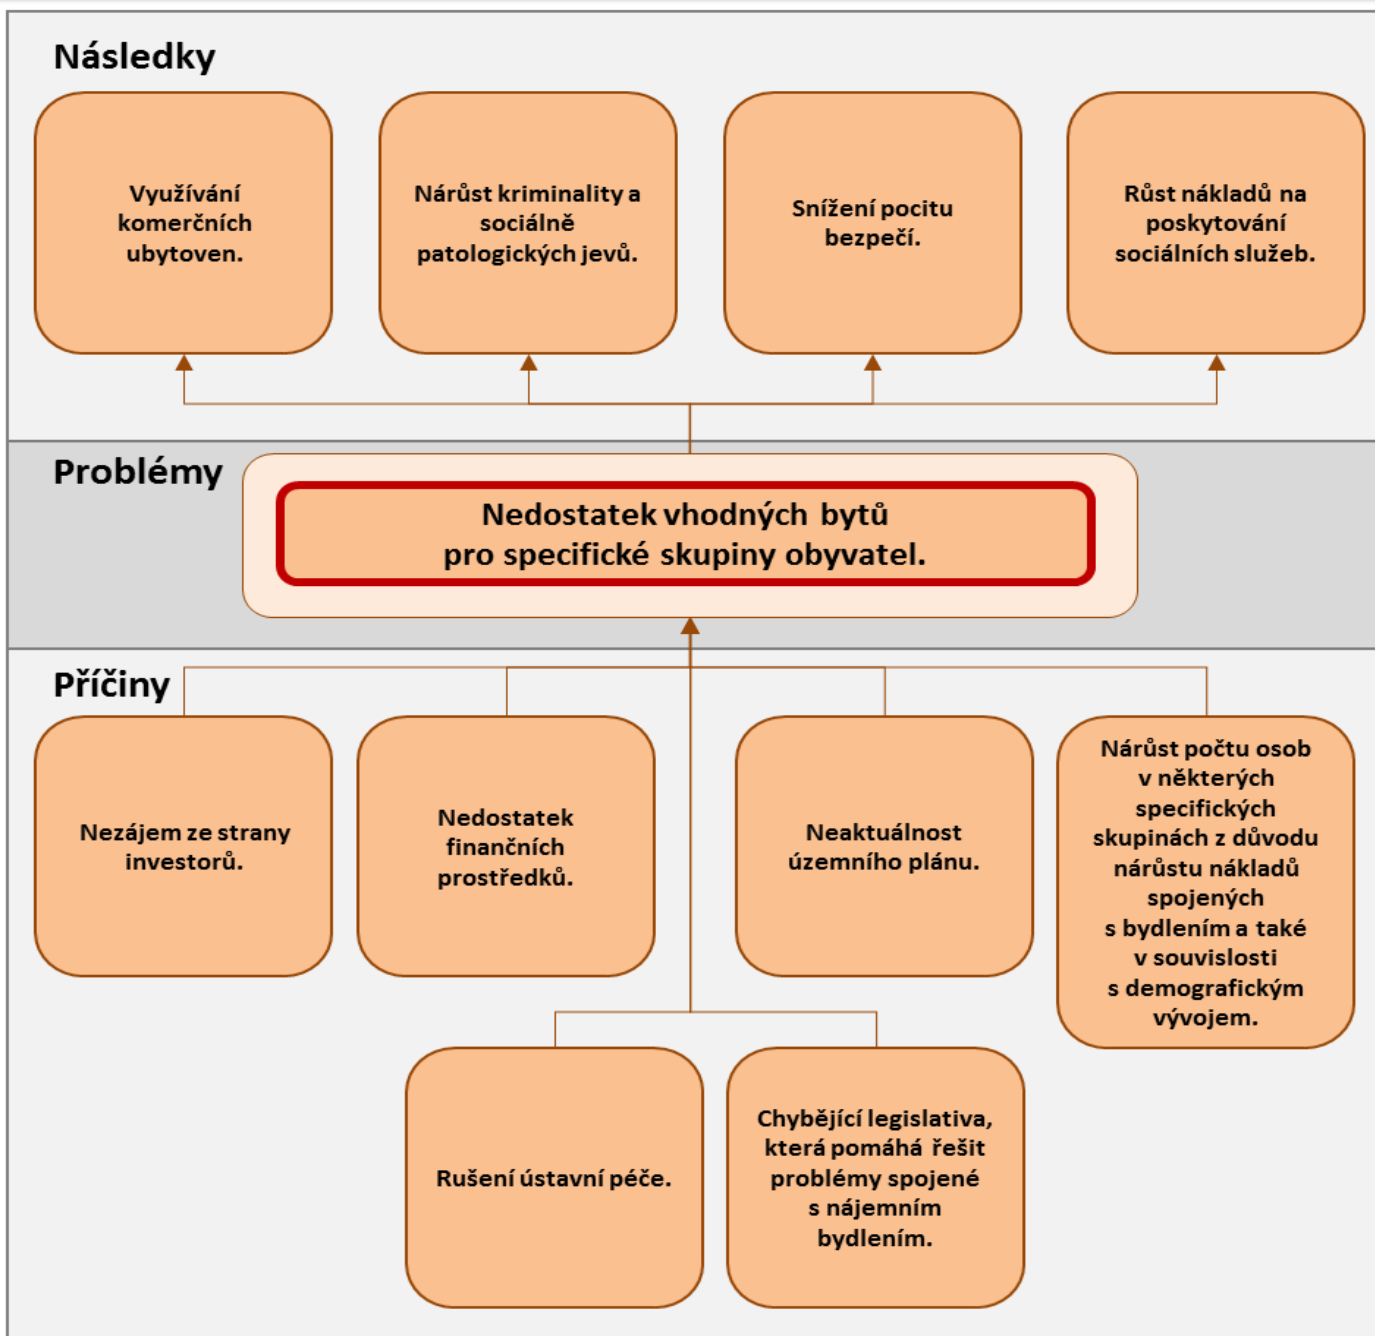 Následky
Využívání
komerčních
ubytoven.
Nárůst kriminality a
sociálně
patologických jevů.
Snížení pocitu
bezpečí.
Růst nákladů na
poskytování
sociálních služeb.
Problémy
Nedostatek vhodných bytů
pro specifické skupiny obyvatel.
Příčiny
Nezájem ze strany
investorů.
Nedostatek
finančních
prostředků.
Neaktuálnost
územního plánu.
Nárůst počtu osob
v některých
specifických
skupinách z důvodu
nárůstu nákladů
spojených
s bydlením a také
v souvislosti
s demografickým
vývojem.
Rušení ústavní péče.
Chybějící legislativa,
která pomáhá řešit
problémy spojené
s nájemním
bydlením.